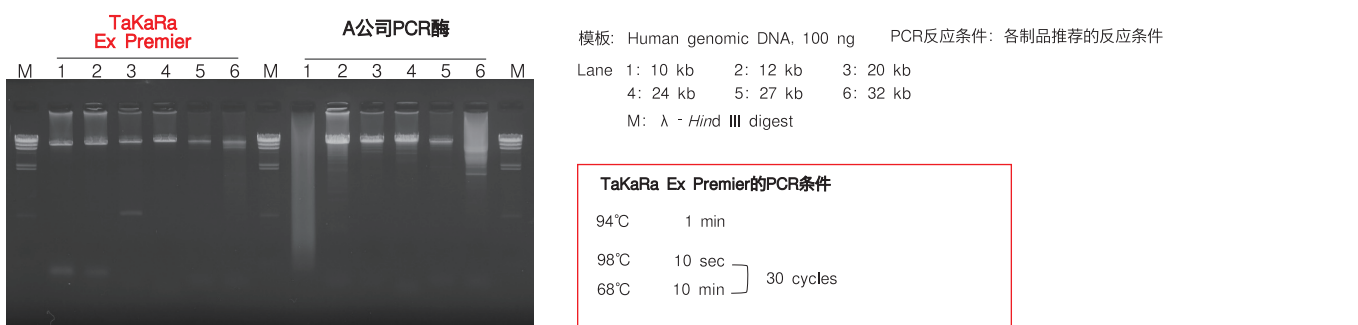 TaKaRa
Ex Premier
A公司PCR酶
M 1 2 3 4 5 6 M 1 2 3 4 5 6 M
模板: Human genomic DNA, 100 ng PCR反应条件：各制品推荐的反应条件
Lane 1: 10 kb 2: 12 kb 3: 20 kb
4: 24 kb 5: 27 kb 6: 32 kb
M: λ - Hind Ⅲ digest
TaKaRa Ex Premier的PCR条件
94℃ 1 min
98℃ 10 sec
30 cycles
68℃ 10 min